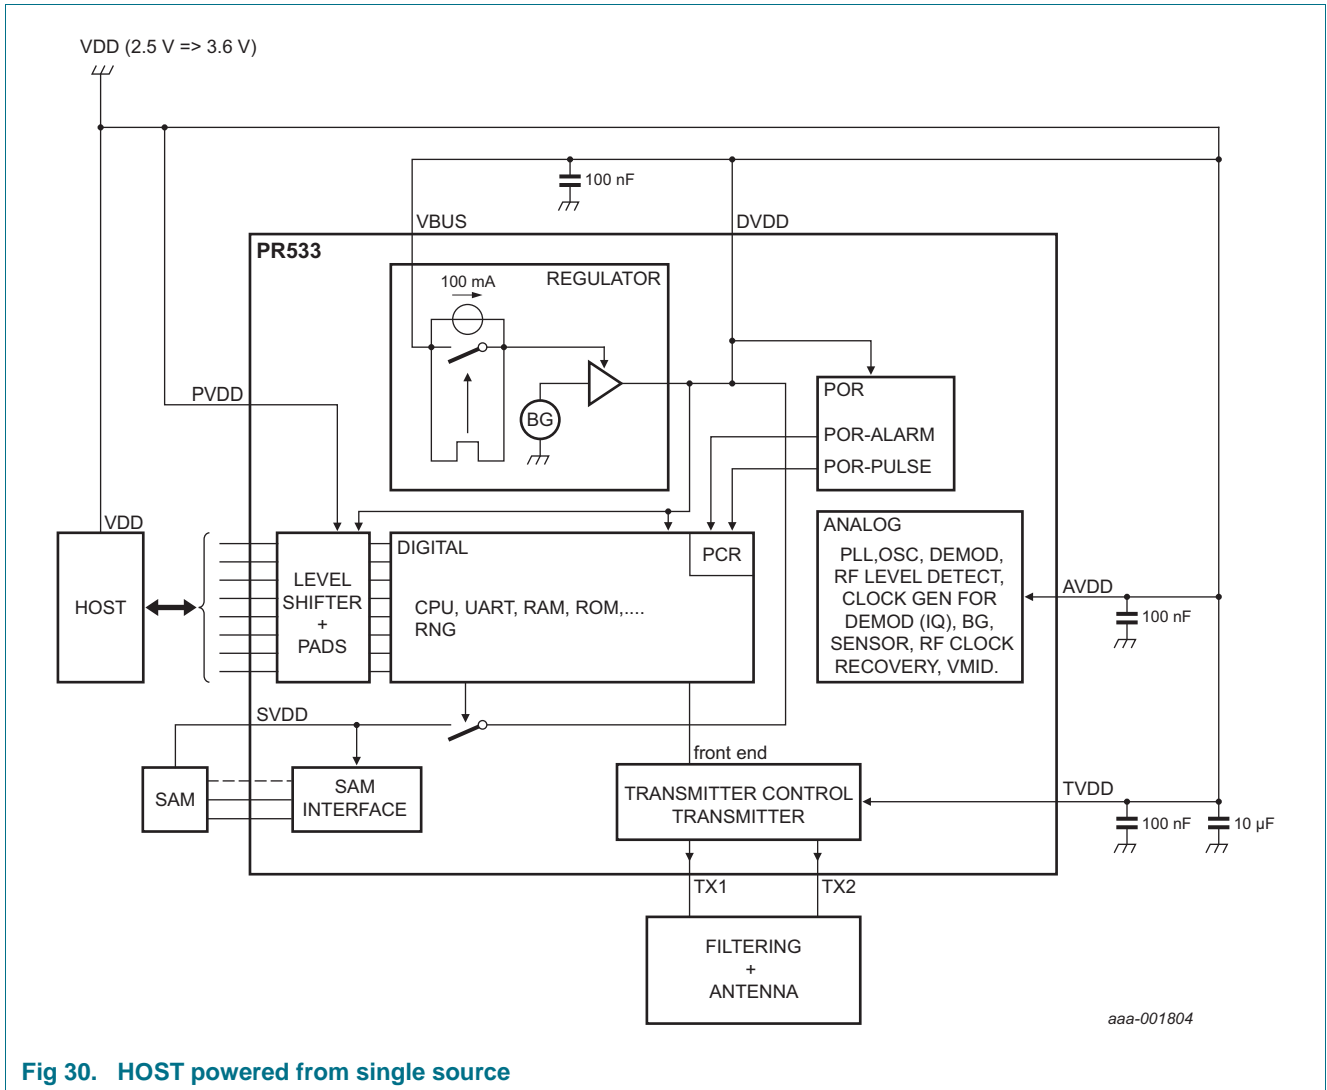 VDD (2.5 V => 3.6 V)
100 nF
VBUS
DVDD
PR533
100 mA
REGULATOR
PVDD
POR
BG
POR-ALARM
POR-PULSE
VDD
ANALOG
PLL,OSC, DEMOD,
RF LEVEL DETECT,
CLOCK GEN FOR
DEMOD (IQ), BG,
SENSOR, RF CLOCK
RECOVERY, VMID.
DIGITAL
PCR
HOST
LEVEL
SHIFTER
+
PADS
CPU, UART, RAM, ROM,....
RNG
AVDD
100 nF
SVDD
front end
SAM
SAM
INTERFACE
TRANSMITTER CONTROL
TRANSMITTER
TVDD
100 nF
10 µF
TX1
TX2
FILTERING
+
ANTENNA
aaa-001804
Fig 30. HOST powered from single source